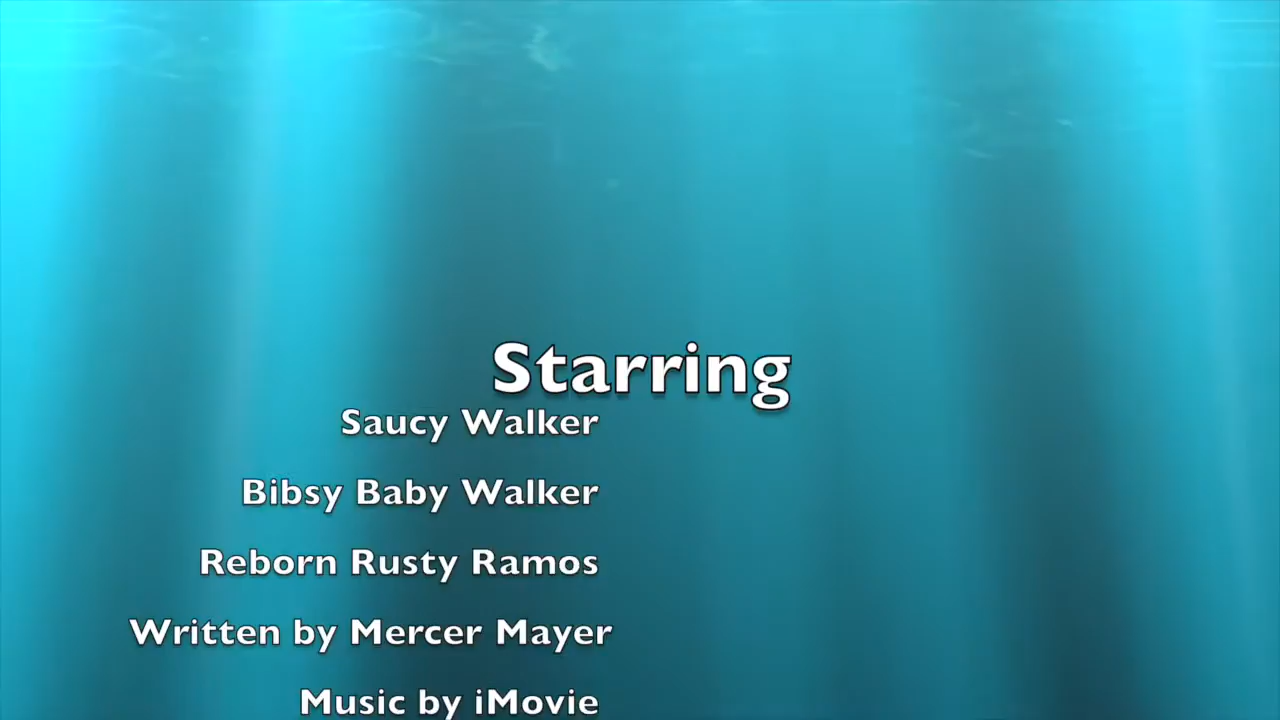 Starring
Saucy Walker
Bibsy Baby Walker
Reborn Rusty Ramos
Written by Mercer Mayer
Music by iMovie